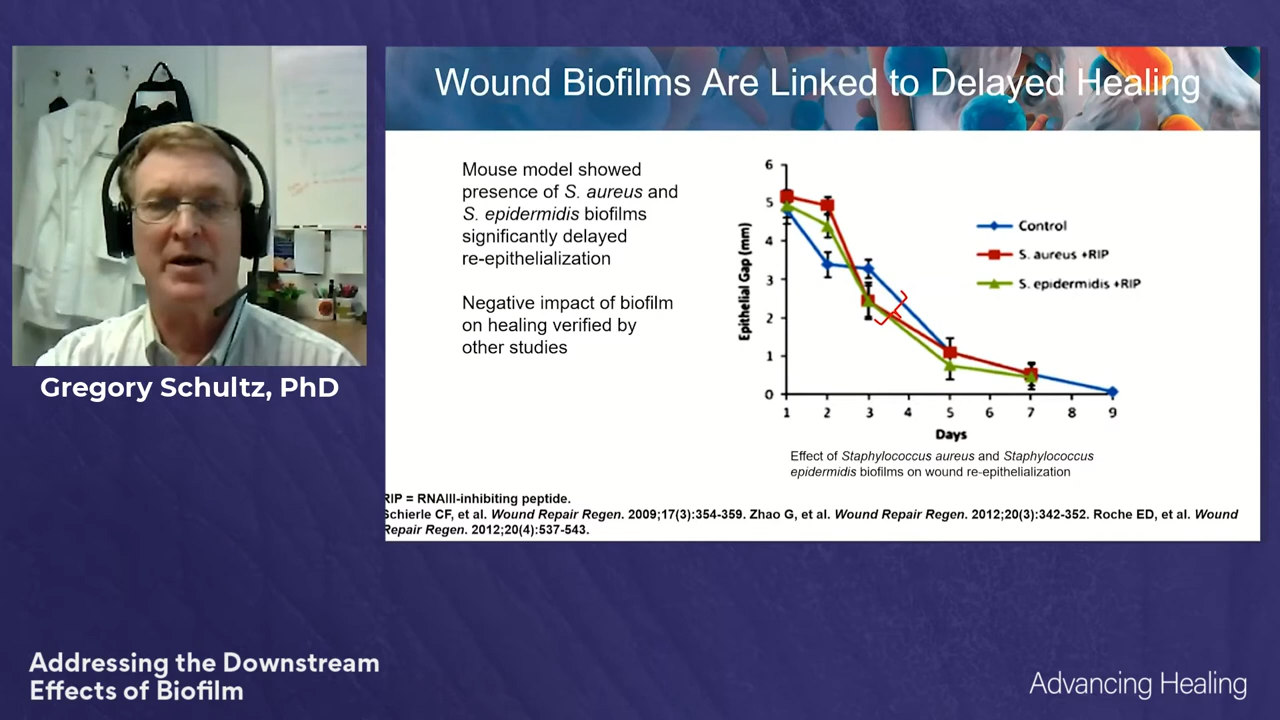 Wound Biofilms Are Linked to Delayed Healing
Mouse model showed
presence of S. aureus and
S. epidermidis biofilms
significantly delayed
re-epithelialization
Negative impact of biofilm
on healing verified by
other studies
Epithelial Gap (mm)
6
5
4
3
2
1
0
1 2 3 4 5 6 7 8 9
Days
Control
S. aureus +RIP
S. epidermidis +RIP
Effect of Staphylococcus aureus and Staphylococcus
epidermidis biofilms on wound re-epithelialization
RIP = RNAIII-inhibiting peptide.
Schierle CF, et al. Wound Repair Regen. 2009;17(3):354-359. Zhao G, et al. Wound Repair Regen. 2012;20(3):342-352. Roche ED, et al. Wound
Repair Regen. 2012;20(4):537-543.
Gregory Schultz, PhD
Addressing the Downstream
Effects of Biofilm
Advancing Healing